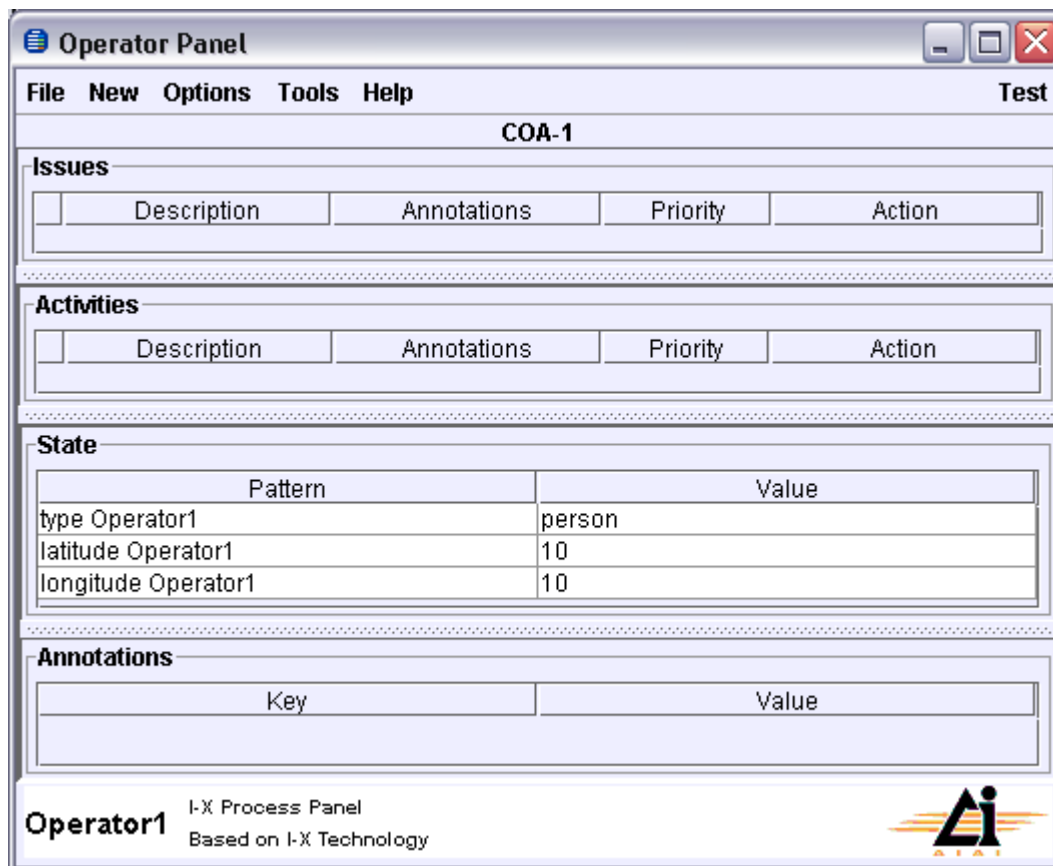 Operator Panel
File New Options Tools Help Test
COA-1
Issues
Description Annotations Priority Action
Activities
Description Annotations Priority Action
State
Pattern Value
type Operator1 person
latitude Operator1 10
longitude Operator1 10
Annotations
Key Value
Operator1
I-X Process Panel
Based on I-X Technology
Ai